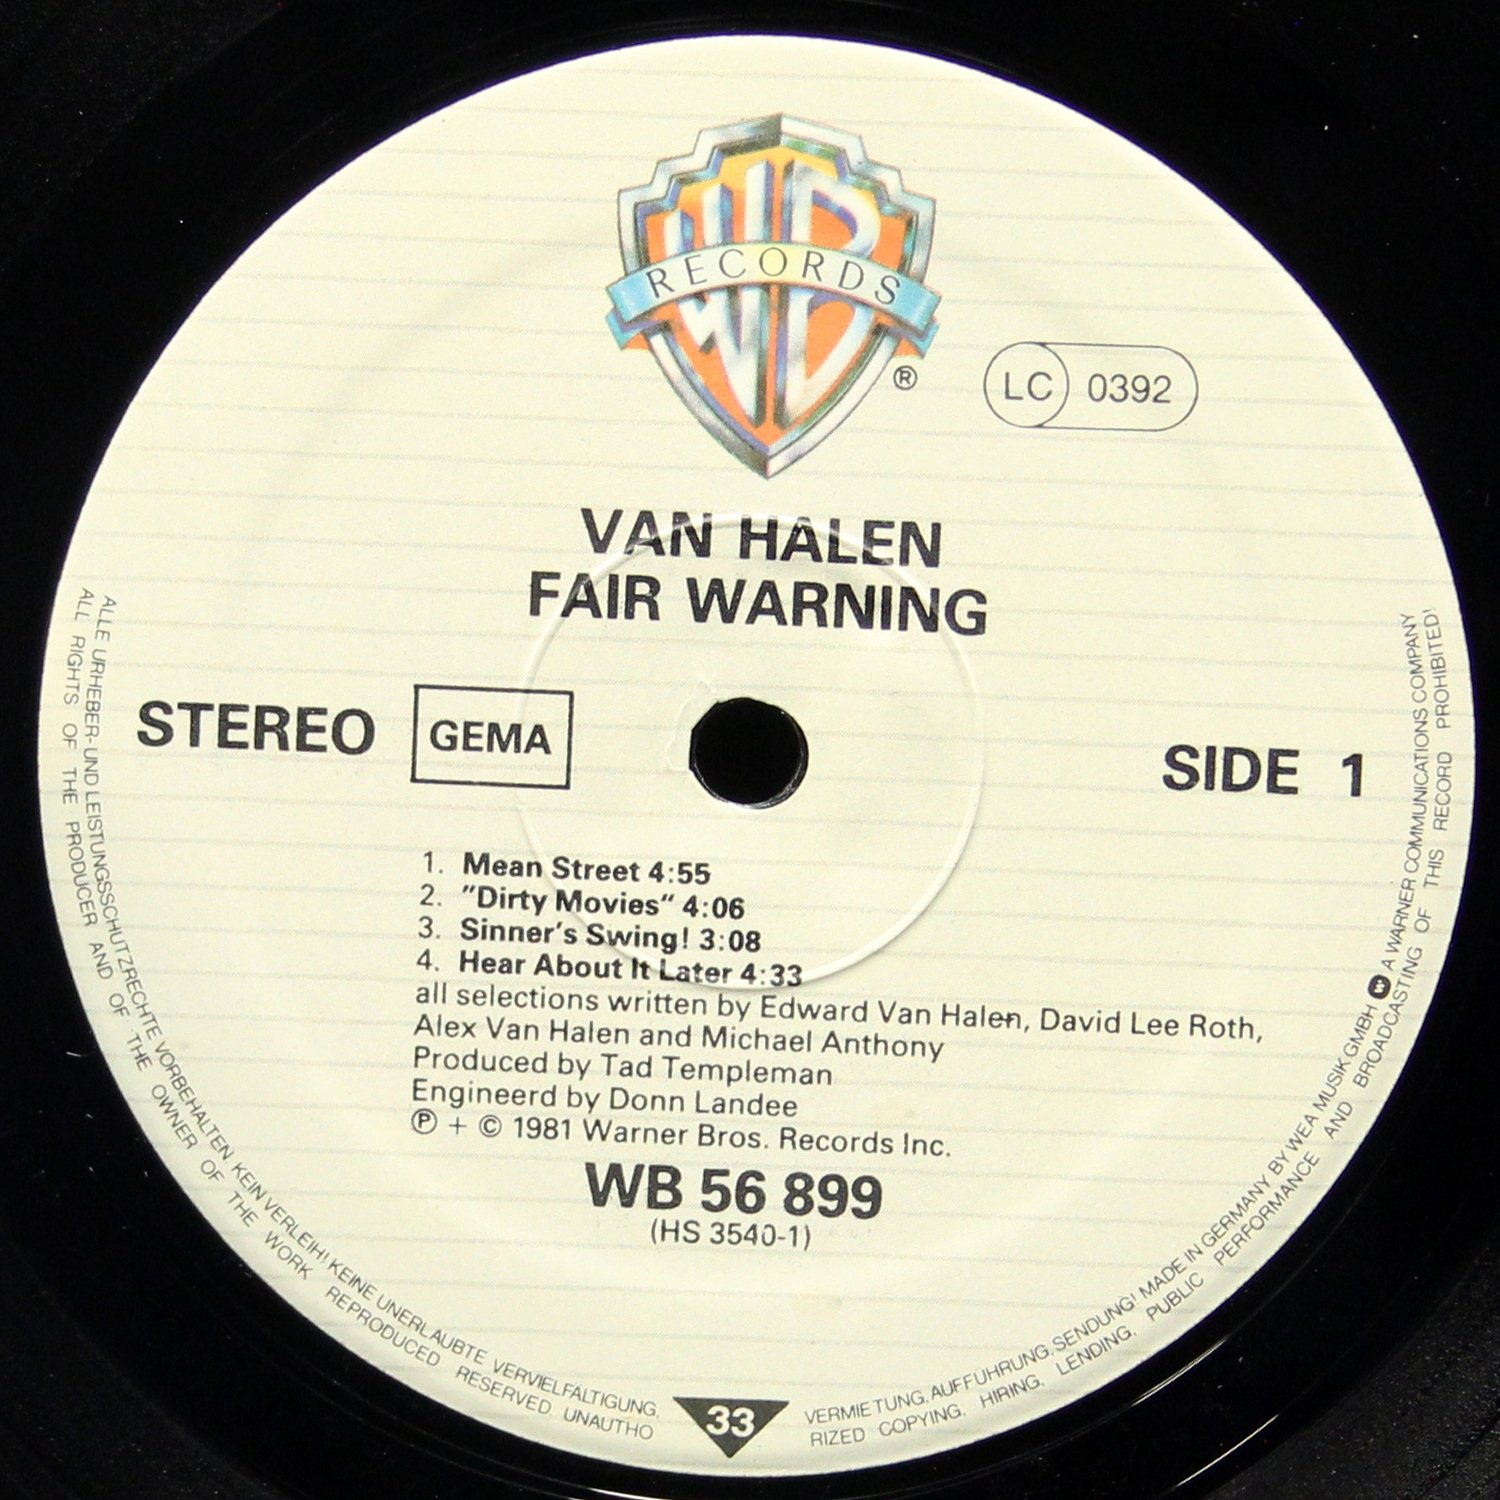 RECORDS
®
LC 0392
VAN HALEN
FAIR WARNING
STEREO
GEMA
SIDE 1
1. Mean Street 4:55
2. "Dirty Movies" 4:06
3. Sinner's Swing! 3:08
4. Hear About It Later 4:33
all selections written by Edward Van Halen, David Lee Roth,
Alex Van Halen and Michael Anthony
Produced by Tad Templeman
Engineerd by Donn Landee
℗ + © 1981 Warner Bros. Records Inc.
WB 56 899
(HS 3540-1)
ALLE URHEBER- UND LEISTUNGSSCHUTZRECHTE VORBEHALTEN KEIN VERLEIH! KEINE UNERLAUBTE VERVIELFÄLTIGUNG, VERMIETUNG, AUFFÜHRUNG, SENDUNG! MADE IN GERMANY BY WEA MUSIK GMBH W A WARNER COMMUNICATIONS COMPANY
ALL RIGHTS OF THE PRODUCER AND OF THE OWNER OF THE WORK REPRODUCED RESERVED. UNAUTHORIZED COPYING, HIRING, LENDING, PUBLIC PERFORMANCE AND BROADCASTING OF THIS RECORD PROHIBITED!
33